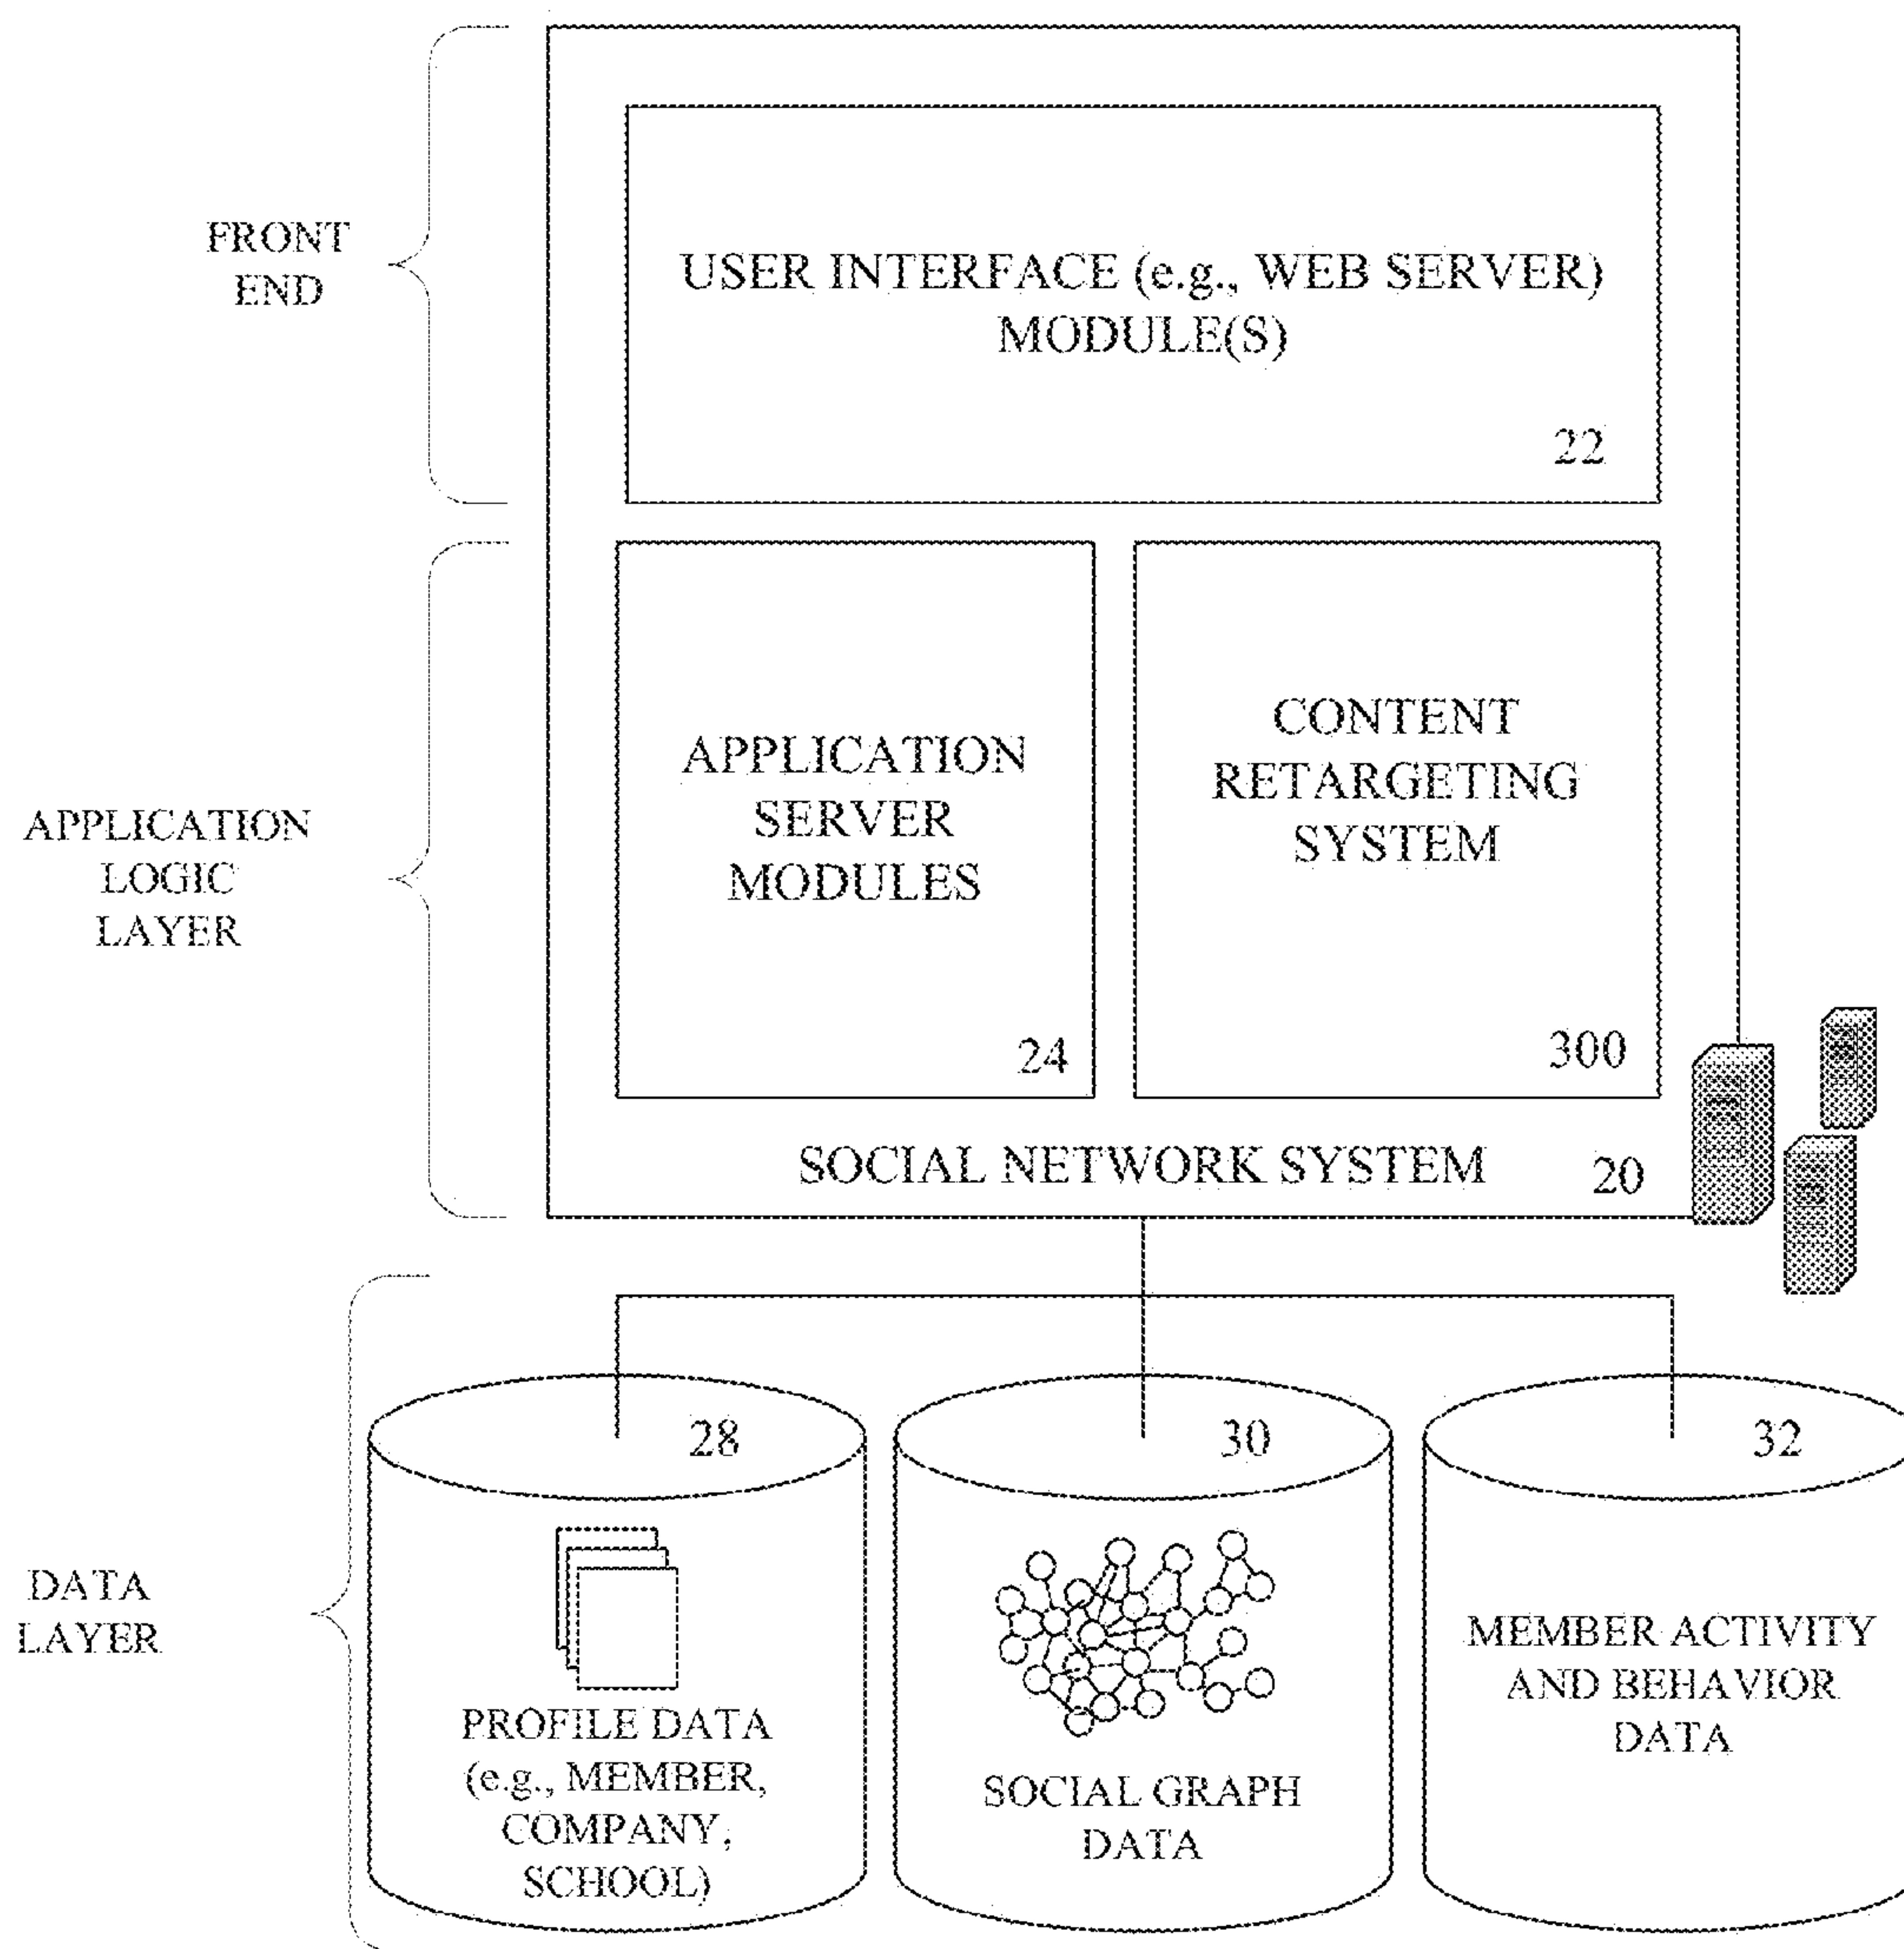 FRONT
END
USER INTERFACE (e.g., WEB SERVER)
MODULE(S)
22
APPLICATION
LOGIC
LAYER
APPLICATION
SERVER
MODULES
24
CONTENT
RETARGETING
SYSTEM
300
SOCIAL NETWORK SYSTEM
20
DATA
LAYER
28
PROFILE DATA
(e.g., MEMBER,
COMPANY,
SCHOOL)
30
SOCIAL GRAPH
DATA
32
MEMBER ACTIVITY
AND BEHAVIOR
DATA